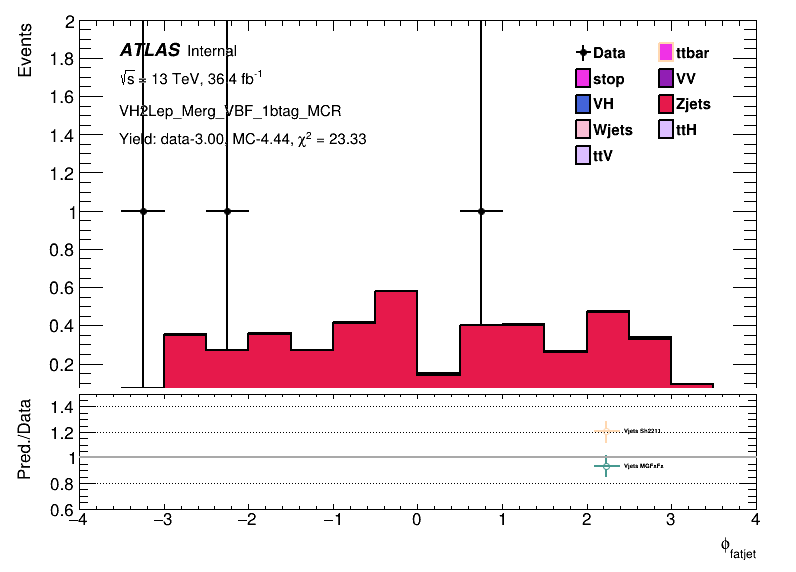 Events
2
1.8
1.6
1.4
1.2
1
0.8
0.6
0.4
0.2
ATLAS Internal
√s = 13 TeV, 36.4 fb⁻¹
VH2Lep_Merg_VBF_1btag_MCR
Yield: data-3.00, MC-4.44, χ² = 23.33
Data
ttbar
stop
VV
VH
Zjets
Wjets
ttH
ttV
Pred./Data
1.4
1.2
1
0.8
0.6
Vjets Sh2211
Vjets MGFxFx
−4 −3 −2 −1 0 1 2 3 4
ϕfatjet